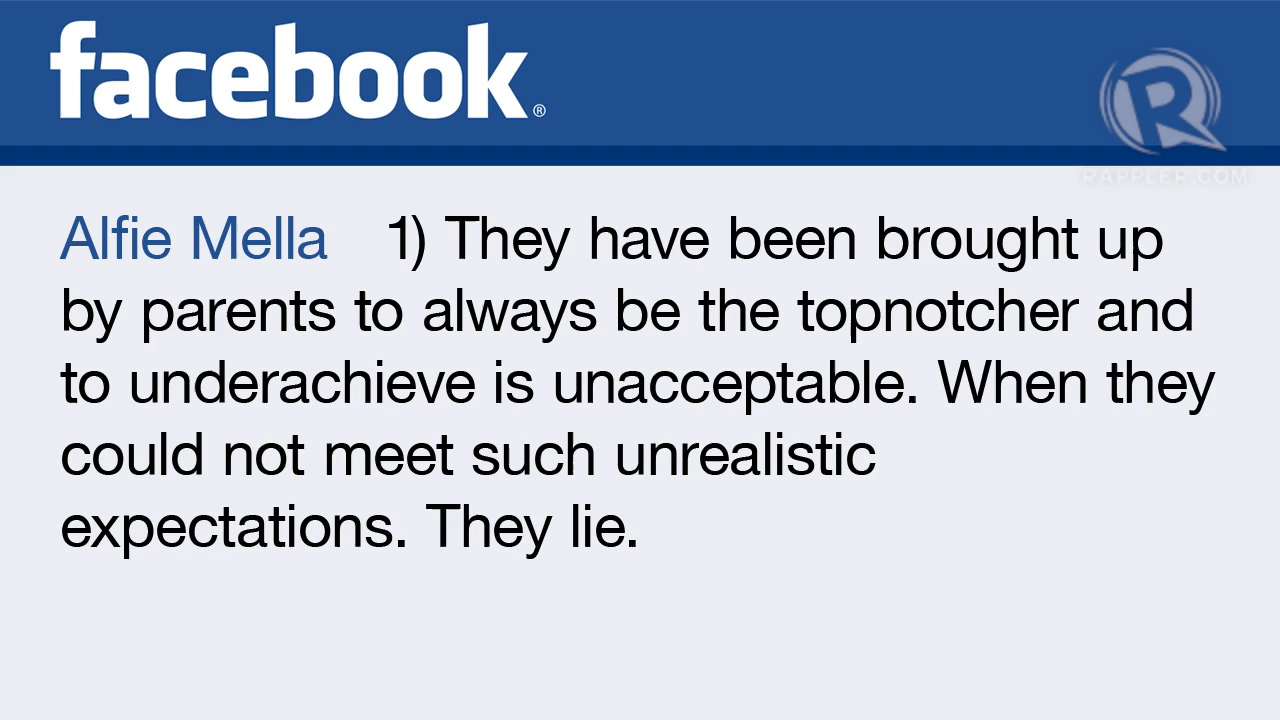 facebook®
RAPPLER.COM
Alfie Mella 1) They have been brought up
by parents to always be the topnotcher and
to underachieve is unacceptable. When they
could not meet such unrealistic
expectations. They lie.